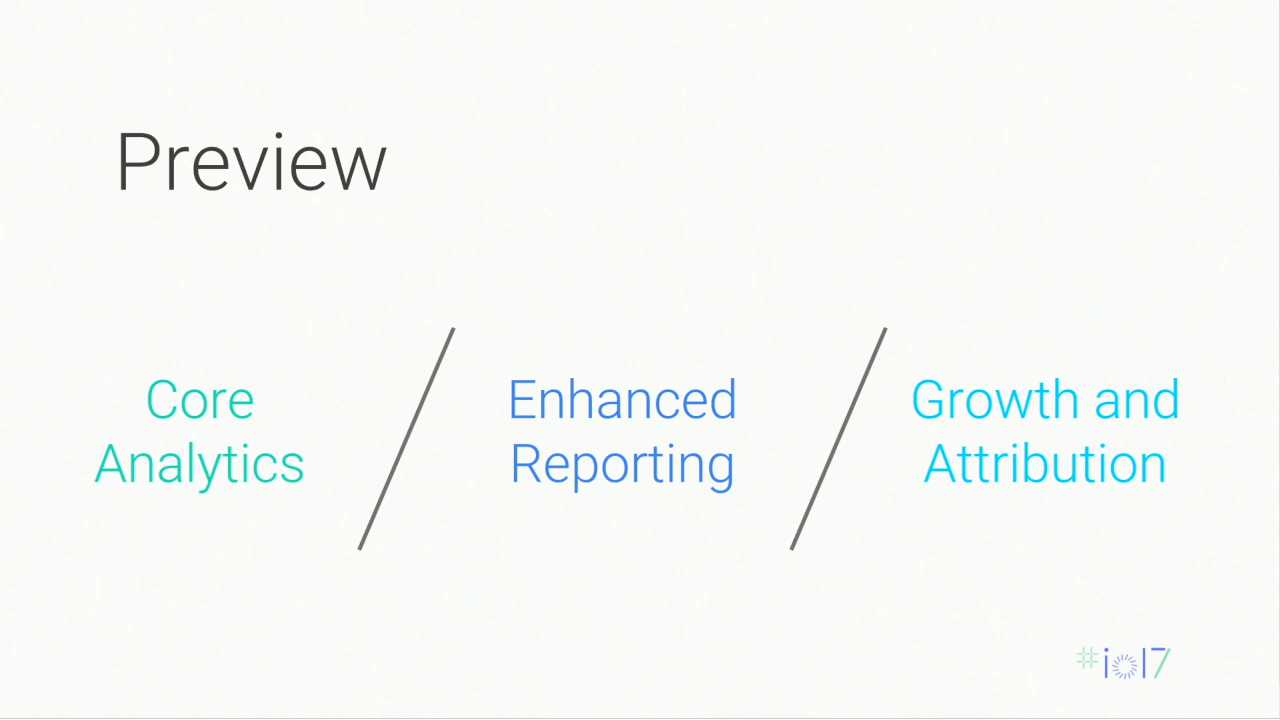 Preview
Core
Analytics
Enhanced
Reporting
Growth and
Attribution
#io17